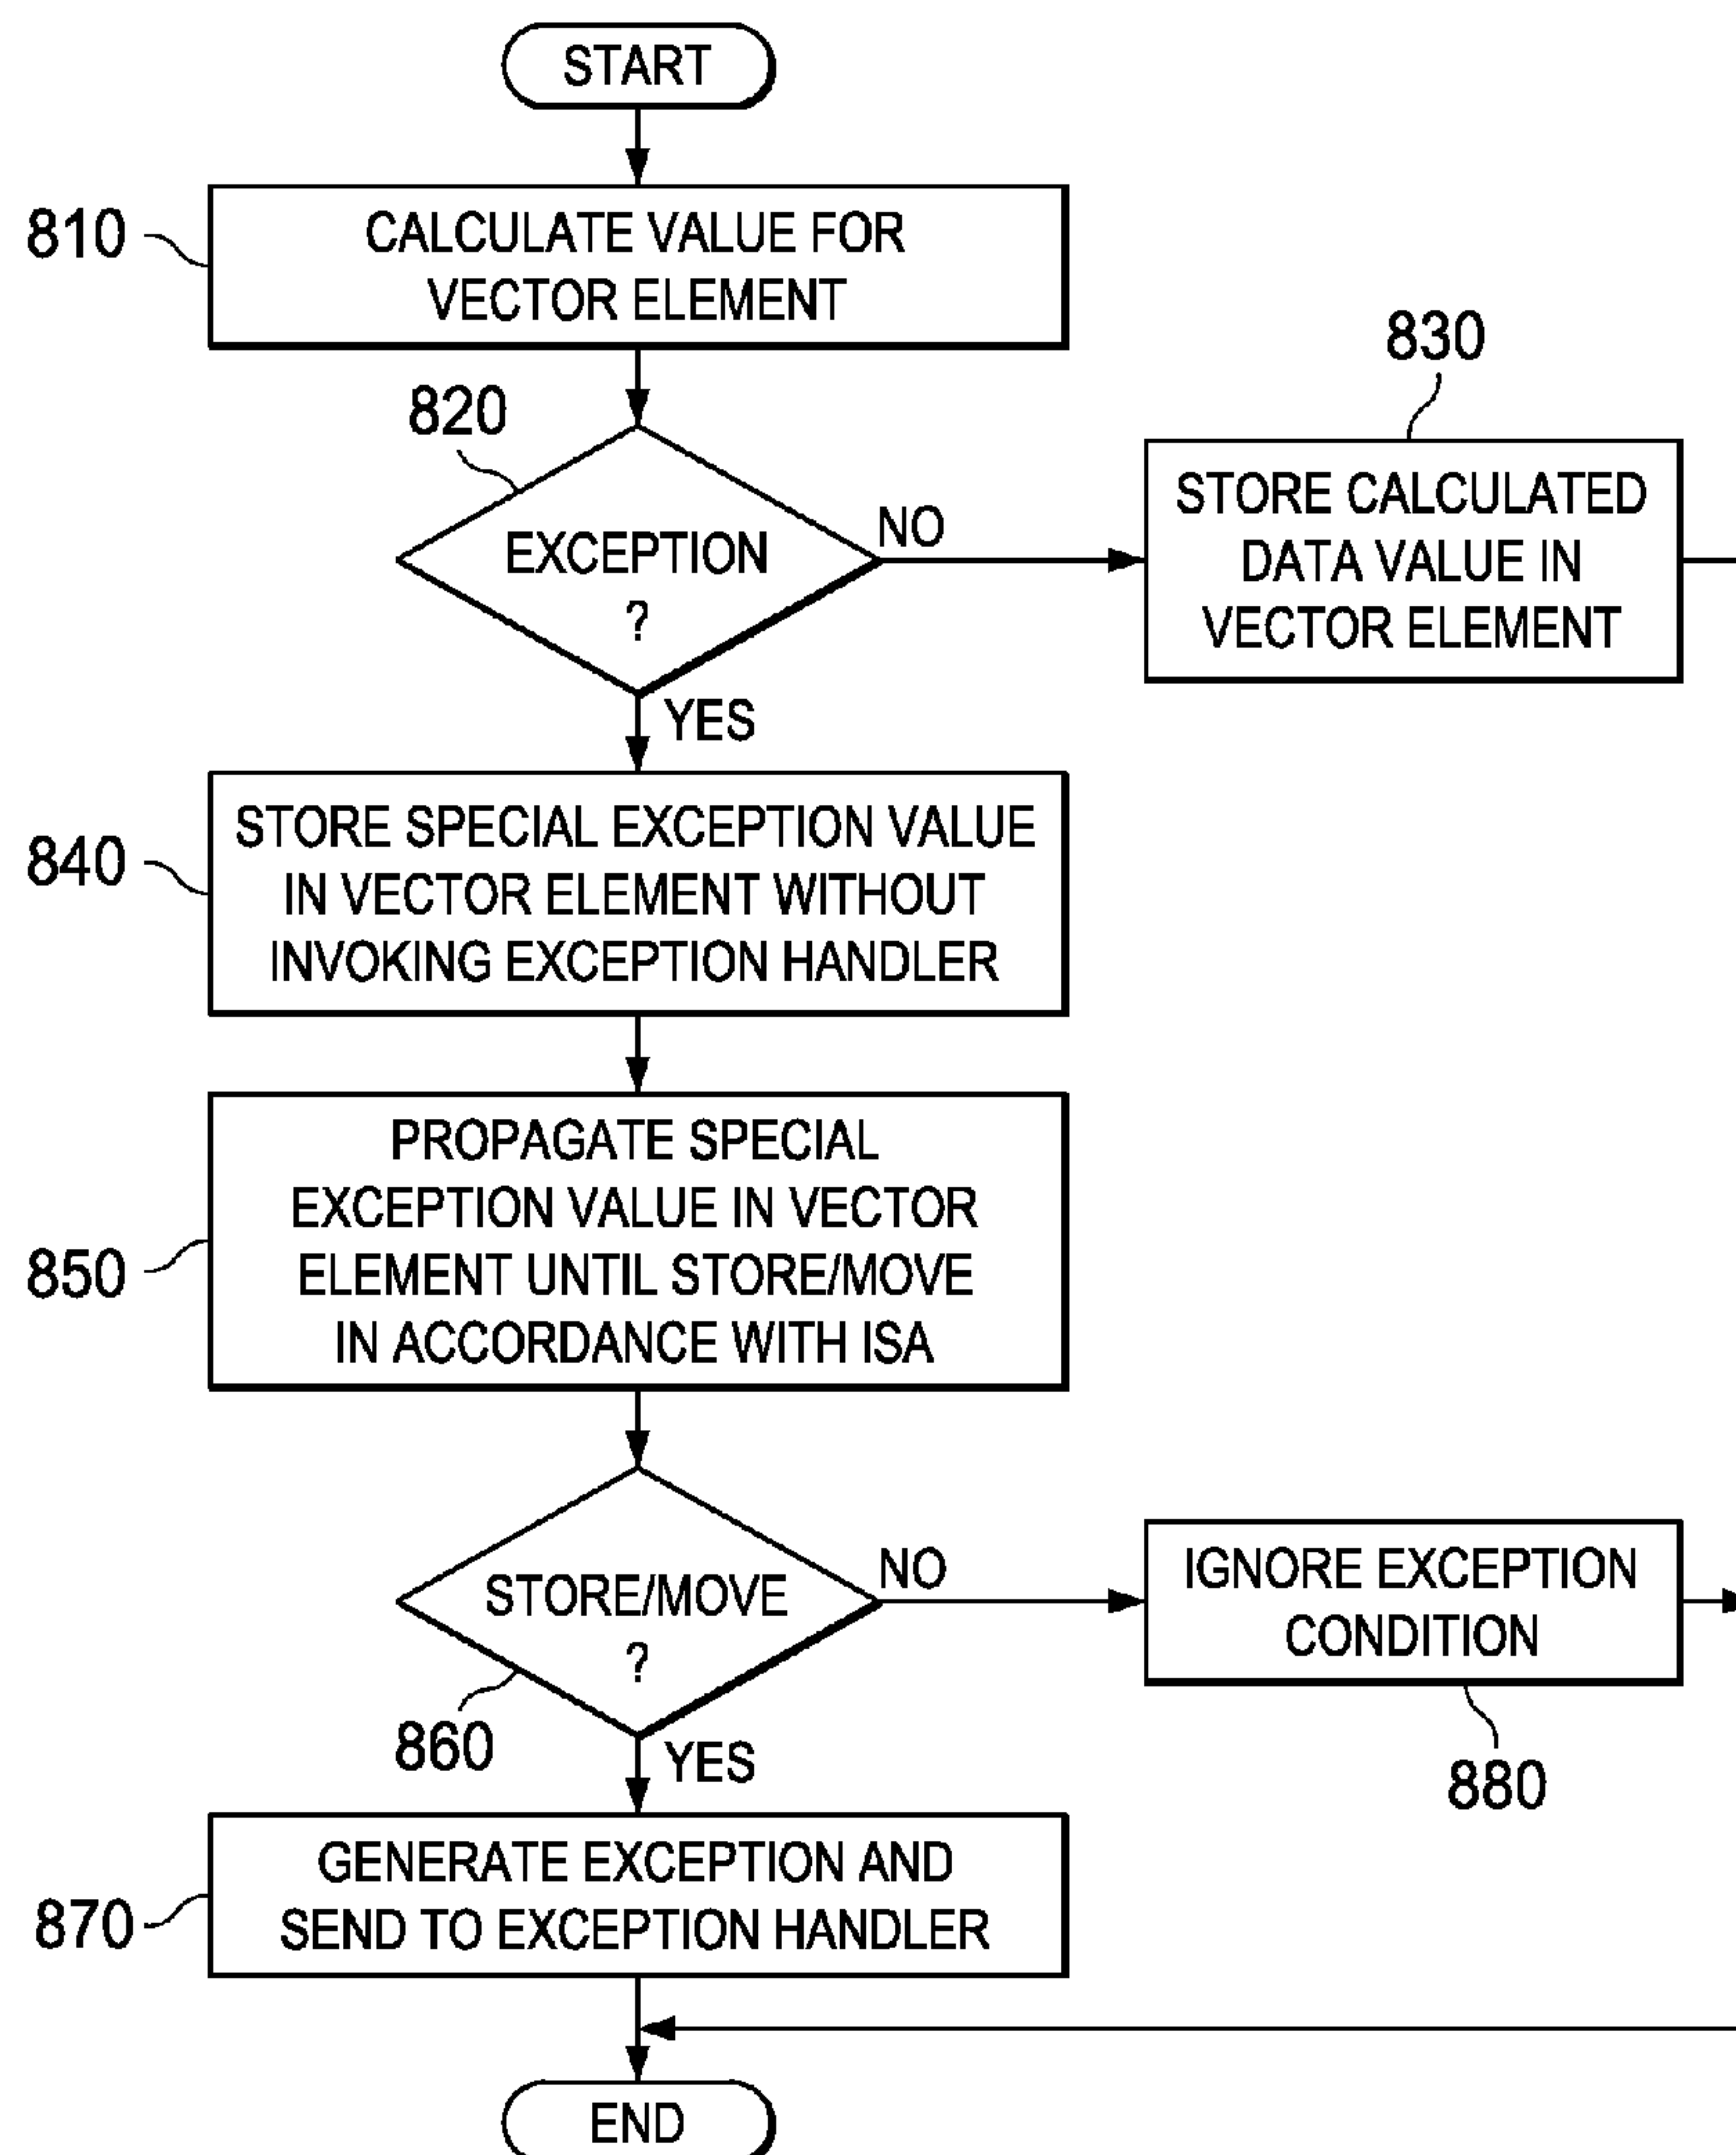 START
810
CALCULATE VALUE FOR
VECTOR ELEMENT
820
EXCEPTION
?
NO
YES
830
STORE CALCULATED
DATA VALUE IN
VECTOR ELEMENT
840
STORE SPECIAL EXCEPTION VALUE
IN VECTOR ELEMENT WITHOUT
INVOKING EXCEPTION HANDLER
850
PROPAGATE SPECIAL
EXCEPTION VALUE IN VECTOR
ELEMENT UNTIL STORE/MOVE
IN ACCORDANCE WITH ISA
STORE/MOVE
?
860
NO
YES
IGNORE EXCEPTION
CONDITION
880
870
GENERATE EXCEPTION AND
SEND TO EXCEPTION HANDLER
END